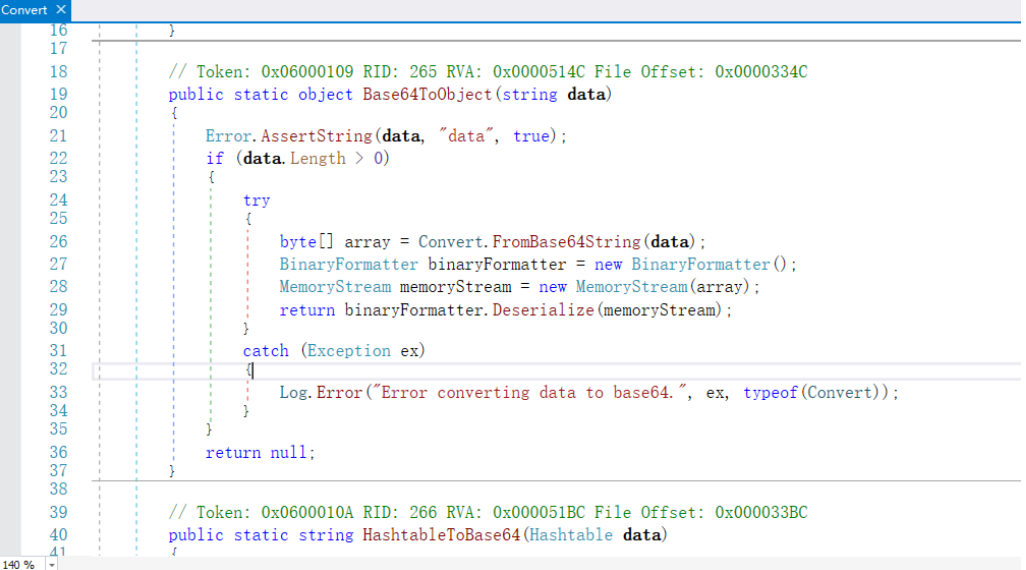 Convert ×
16 }
17
18 // Token: 0x06000109 RID: 265 RVA: 0x0000514C File Offset: 0x0000334C
19 public static object Base64ToObject(string data)
20 {
21 Error.AssertString(data, "data", true);
22 if (data.Length > 0)
23 {
24 try
25 {
26 byte[] array = Convert.FromBase64String(data);
27 BinaryFormatter binaryFormatter = new BinaryFormatter();
28 MemoryStream memoryStream = new MemoryStream(array);
29 return binaryFormatter.Deserialize(memoryStream);
30 }
31 catch (Exception ex)
32 {
33 Log.Error("Error converting data to base64.", ex, typeof(Convert));
34 }
35 }
36 return null;
37 }
38
39 // Token: 0x0600010A RID: 266 RVA: 0x000051BC File Offset: 0x000033BC
40 public static string HashtableToBase64(Hashtable data)
41 {
140 %